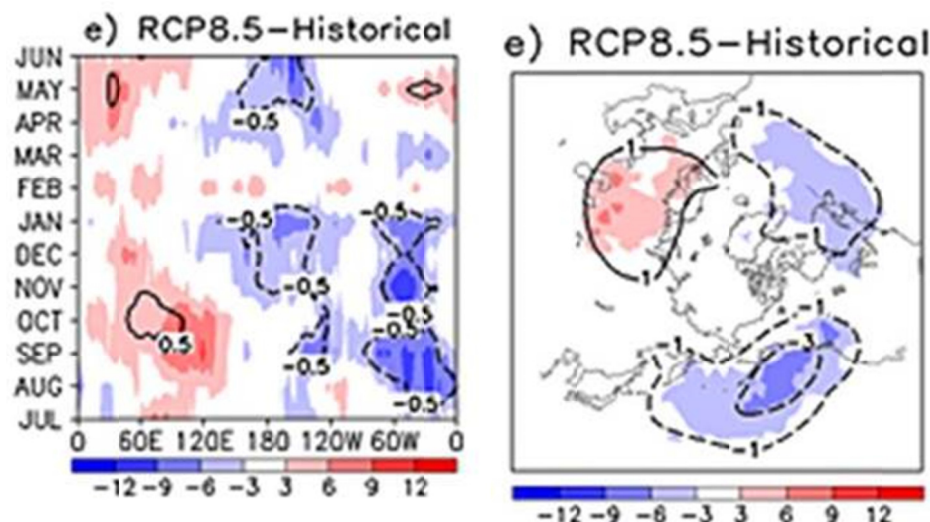 e) RCP8.5−Historical
JUN
MAY
APR
MAR
FEB
JAN
DEC
NOV
OCT
SEP
AUG
JUL
−0.5
−0.5
−0.5
−0.5
−0.5
−0.5
0.5
−0.5
−0.5
0 60E 120E 180 120W 60W 0
−12 −9 −6 −3 3 6 9 12
e) RCP8.5−Historical
−1
1
−1
1
−1
−1
−3
−1
−12 −9 −6 −3 3 6 9 12